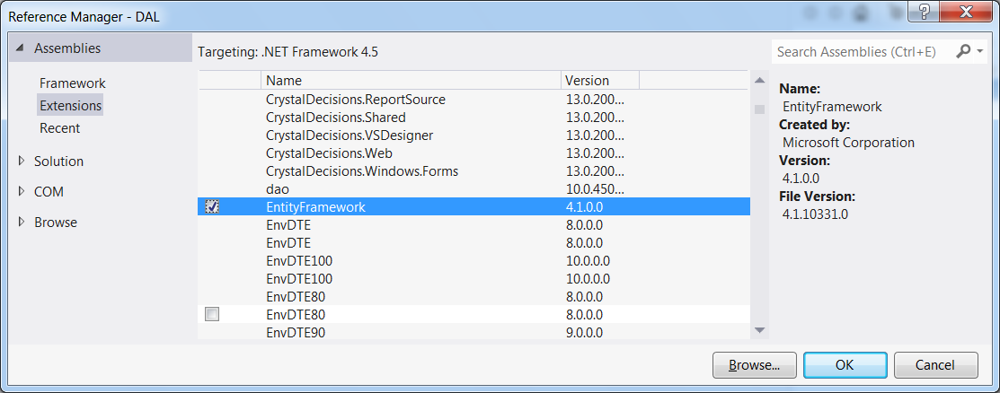 Reference Manager - DAL
?
X
Assemblies
Framework
Extensions
Recent
Solution
COM
Browse
Targeting: .NET Framework 4.5
Name Version
CrystalDecisions.ReportSource 13.0.200...
CrystalDecisions.Shared 13.0.200...
CrystalDecisions.VSDesigner 13.0.200...
CrystalDecisions.Web 13.0.200...
CrystalDecisions.Windows.Forms 13.0.200...
dao 10.0.450...
EntityFramework 4.1.0.0
EnvDTE 8.0.0.0
EnvDTE 8.0.0.0
EnvDTE100 10.0.0.0
EnvDTE100 10.0.0.0
EnvDTE80 8.0.0.0
EnvDTE80 8.0.0.0
EnvDTE90 9.0.0.0
Search Assemblies (Ctrl+E)
Name:
EntityFramework
Created by:
Microsoft Corporation
Version:
4.1.0.0
File Version:
4.1.10331.0
Browse...
OK
Cancel